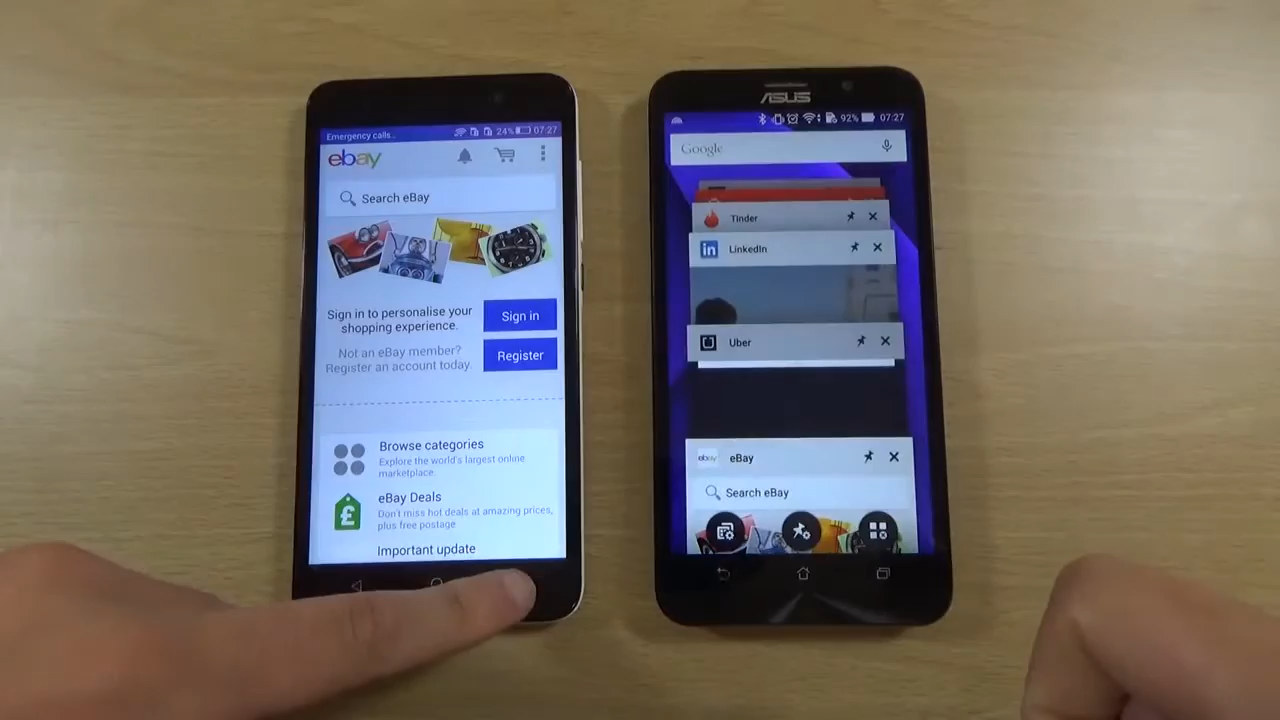 Emergency calls..
24%
07:27
ebay
Search eBay
Sign in to personalise your
shopping experience.
Sign in
Not an eBay member?
Register an account today.
Register
Browse categories
Explore the world's largest online
marketplace.
eBay Deals
Don't miss hot deals at amazing prices,
plus free postage
Important update
ASUS
92%
07:27
Google
Tinder
LinkedIn
in
Uber
ebay
eBay
Search eBay